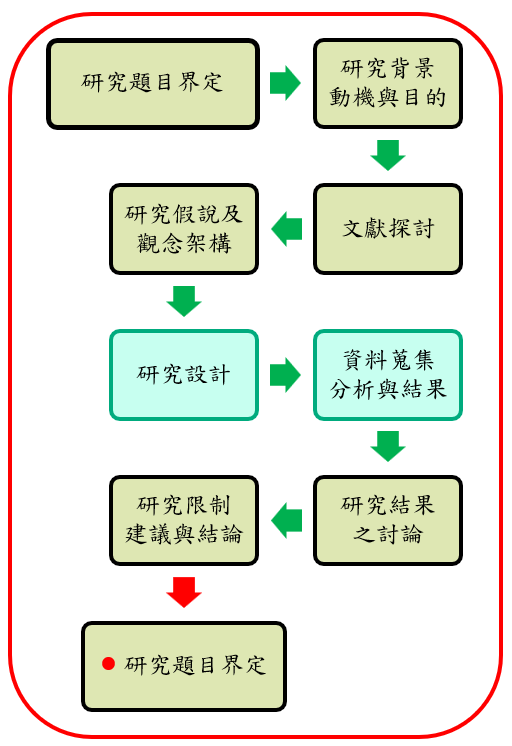 研究題目界定
研究背景
動機與目的
文獻探討
研究假說及
觀念架構
研究設計
資料蒐集
分析與結果
研究結果
之討論
研究限制
建議與結論
研究題目界定